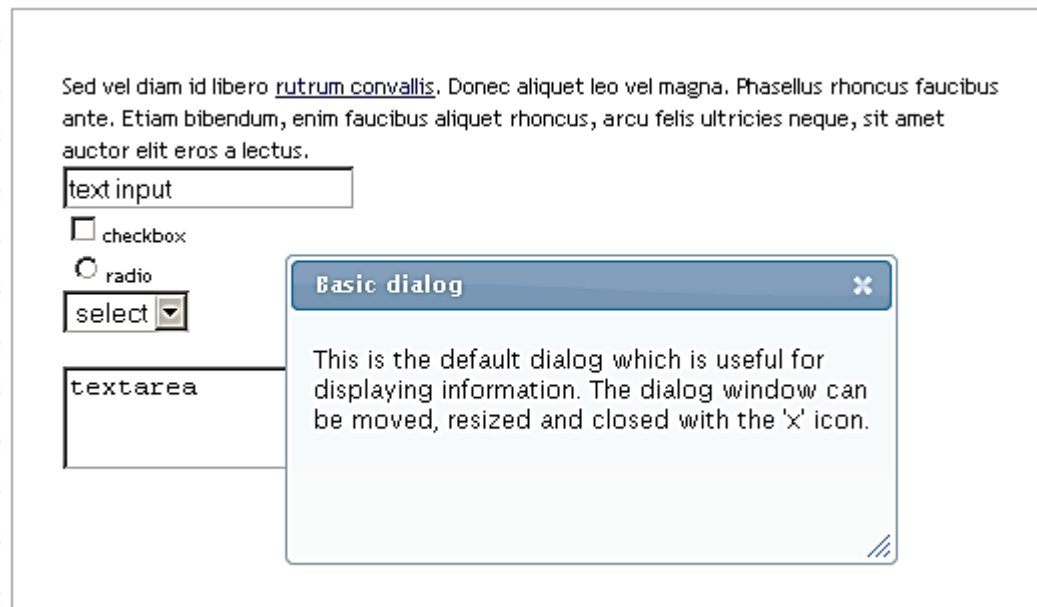 Sed vel diam id libero rutrum convallis. Donec aliquet leo vel magna. Phasellus rhoncus faucibus
ante. Etiam bibendum, enim faucibus aliquet rhoncus, arcu felis ultricies neque, sit amet
auctor elit eros a lectus.
text input
checkbox
radio
select
textarea
Basic dialog
This is the default dialog which is useful for
displaying information. The dialog window can
be moved, resized and closed with the 'x' icon.